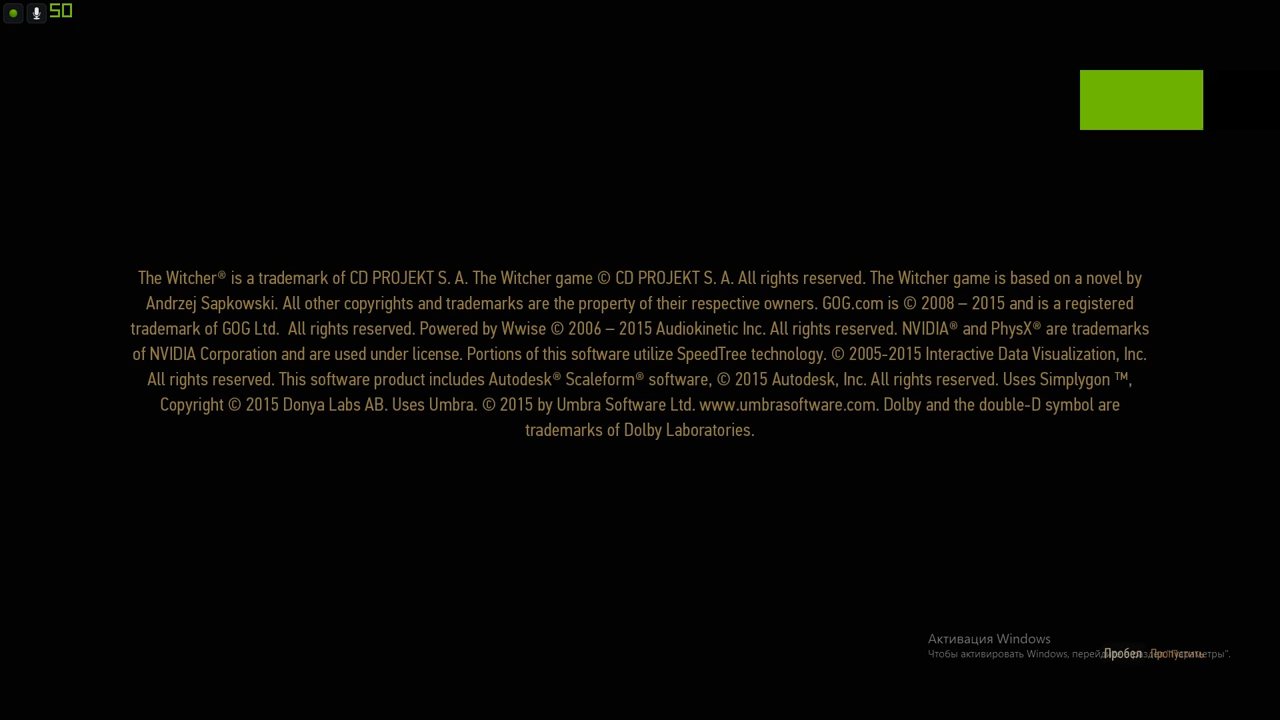 50
The Witcher® is a trademark of CD PROJEKT S. A. The Witcher game © CD PROJEKT S. A. All rights reserved. The Witcher game is based on a novel by
Andrzej Sapkowski. All other copyrights and trademarks are the property of their respective owners. GOG.com is © 2008 – 2015 and is a registered
trademark of GOG Ltd.  All rights reserved. Powered by Wwise © 2006 – 2015 Audiokinetic Inc. All rights reserved. NVIDIA® and PhysX® are trademarks
of NVIDIA Corporation and are used under license. Portions of this software utilize SpeedTree technology. © 2005-2015 Interactive Data Visualization, Inc.
All rights reserved. This software product includes Autodesk® Scaleform® software, © 2015 Autodesk, Inc. All rights reserved. Uses Simplygon ™,
Copyright © 2015 Donya Labs AB. Uses Umbra. © 2015 by Umbra Software Ltd. www.umbrasoftware.com. Dolby and the double-D symbol are
trademarks of Dolby Laboratories.
Активация Windows
Чтобы активировать Windows,
Пробел Пропустить